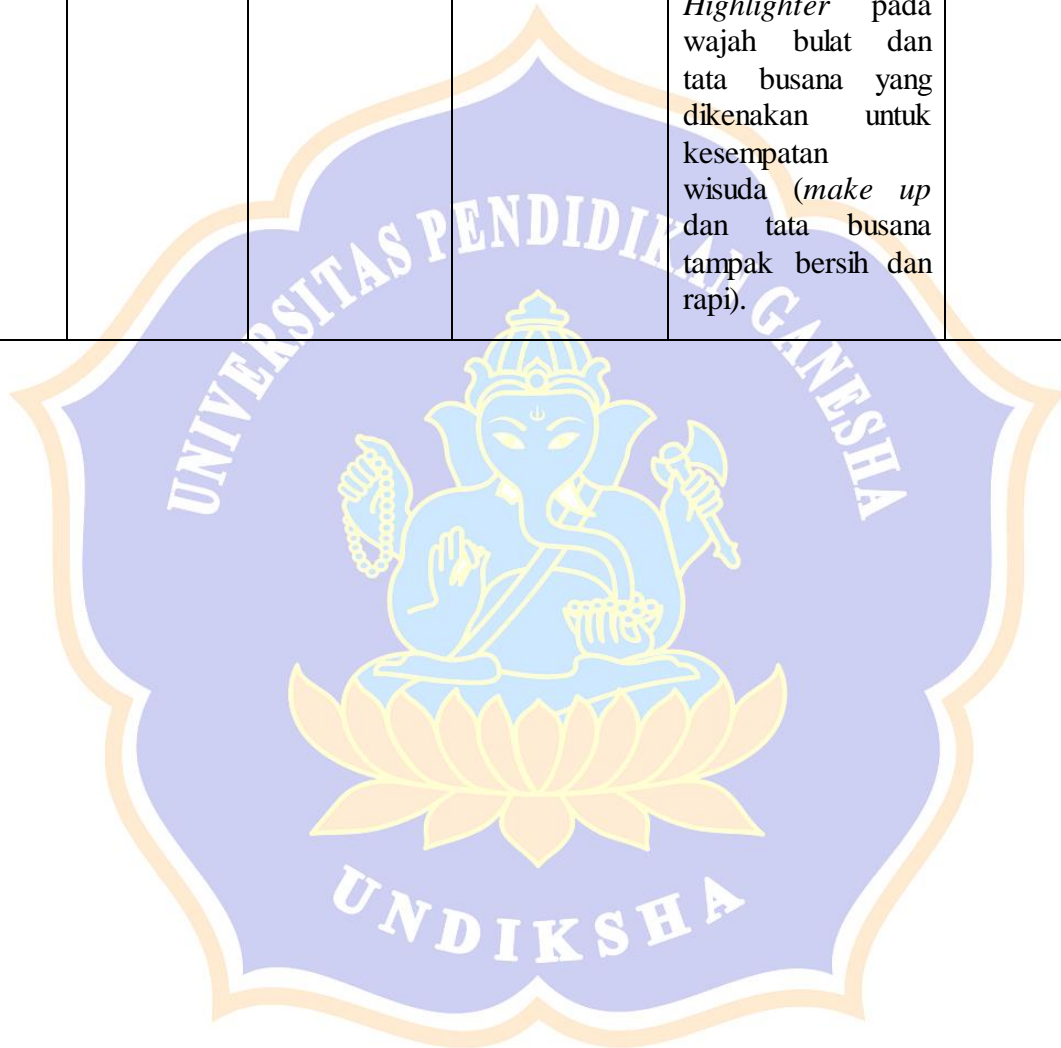 Highlighter pada
wajah bulat dan
tata busana yang
dikenakan untuk
kesempatan
wisuda (make up
dan tata busana
tampak bersih dan
rapi).
UNIVERSITAS PENDIDIKAN GANESHA
UNDIKSHA